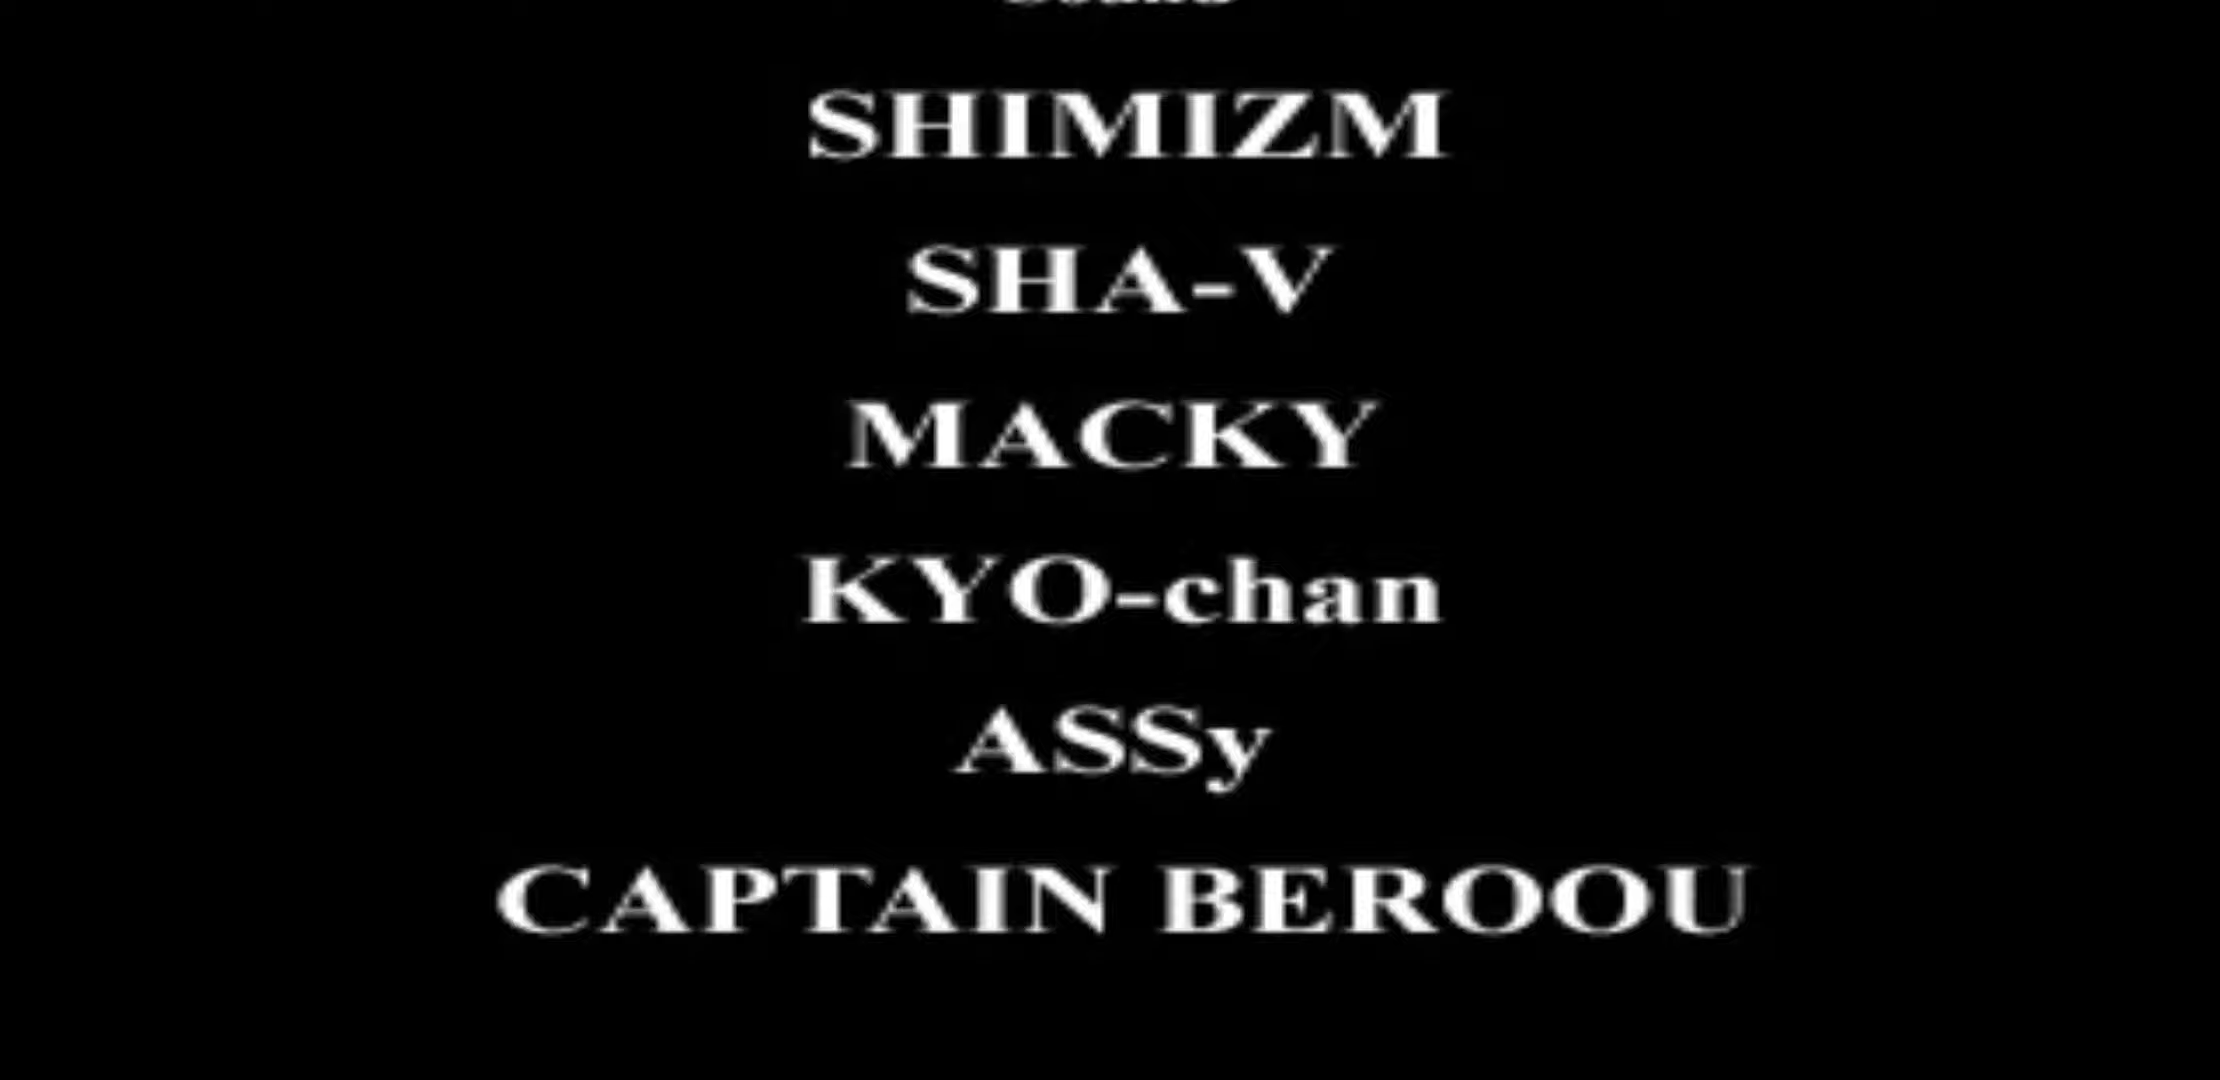 SHIMIZM
SHA-V
MACKY
KYO-chan
ASSy
CAPTAIN BEROOU